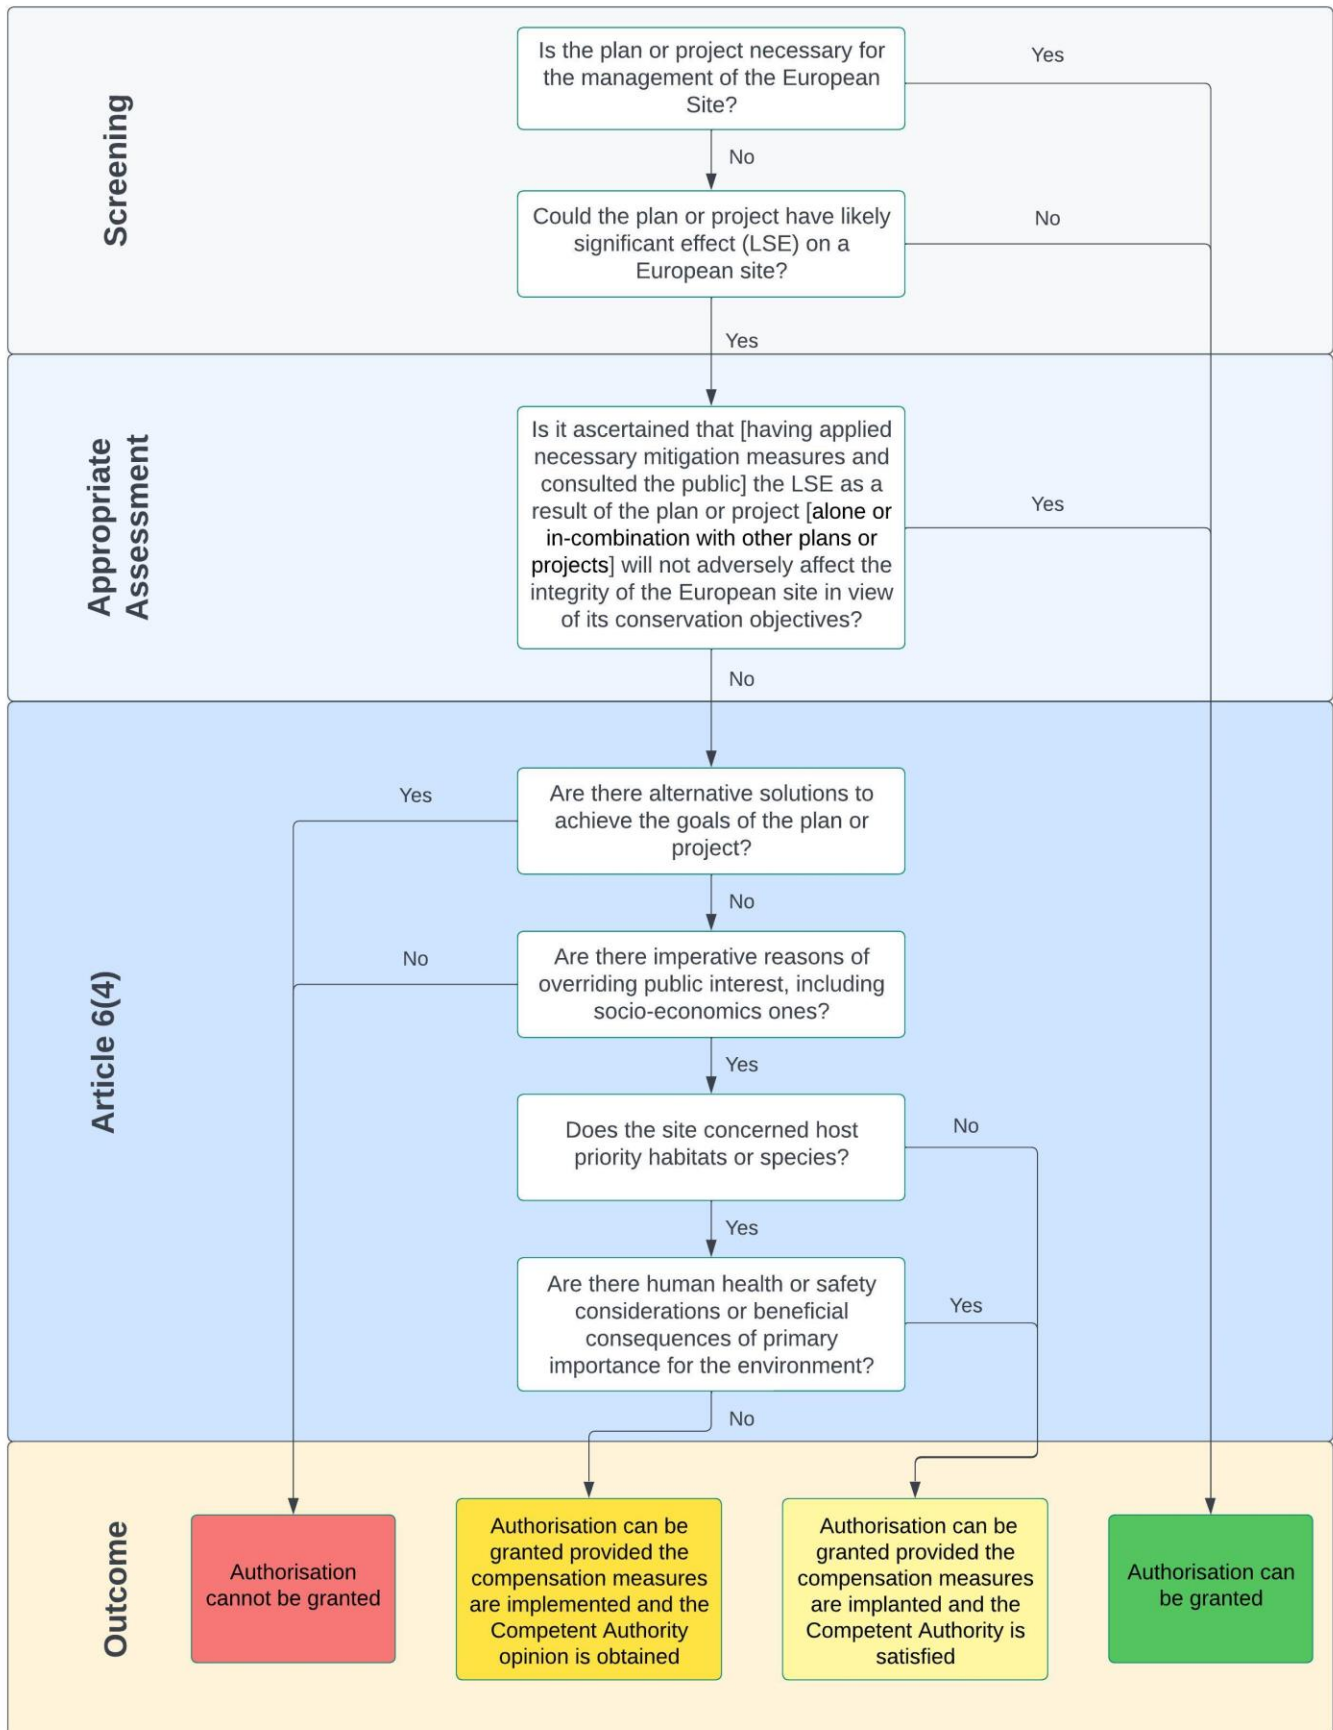 Screening
Is the plan or project necessary for
the management of the European
Site?
Yes
No
Could the plan or project have likely
significant effect (LSE) on a
European site?
No
Yes
Appropriate
Assessment
Is it ascertained that [having applied
necessary mitigation measures and
consulted the public] the LSE as a
result of the plan or project [alone or
in-combination with other plans or
projects] will not adversely affect the
integrity of the European site in view
of its conservation objectives?
Yes
No
Article 6(4)
Are there alternative solutions to
achieve the goals of the plan or
project?
Yes
No
Are there imperative reasons of
overriding public interest, including
socio-economics ones?
No
Yes
Does the site concerned host
priority habitats or species?
No
Yes
Are there human health or safety
considerations or beneficial
consequences of primary
importance for the environment?
Yes
No
Outcome
Authorisation
cannot be granted
Authorisation can be
granted provided the
compensation measures
are implemented and the
Competent Authority
opinion is obtained
Authorisation can be
granted provided the
compensation measures
are implanted and the
Competent Authority is
satisfied
Authorisation can
be granted